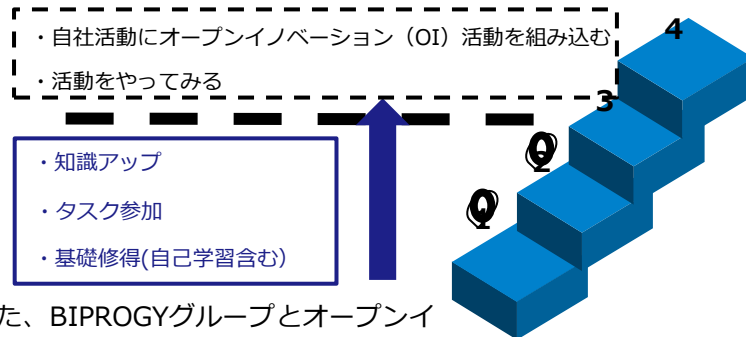 ・自社活動にオープンイノベーション（OI）活動を組み込む
・活動をやってみる
4
3
・知識アップ
・タスク参加
・基礎修得(自己学習含む）
た、BIPROGYグループとオープンイ